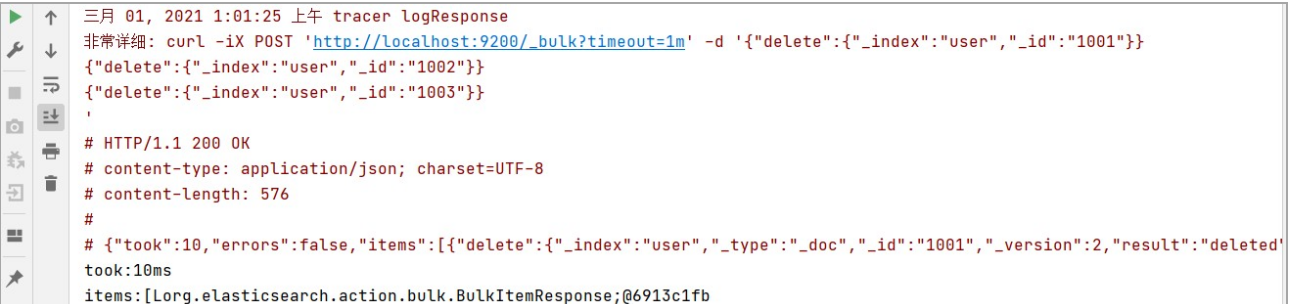 三月 01, 2021 1:01:25 上午 tracer logResponse
非常详细: curl -iX POST 'http://localhost:9200/_bulk?timeout=1m' -d '{"delete":{"_index":"user","_id":"1001"}}
{"delete":{"_index":"user","_id":"1002"}}
{"delete":{"_index":"user","_id":"1003"}}
'
# HTTP/1.1 200 OK
# content-type: application/json; charset=UTF-8
# content-length: 576
#
# {"took":10,"errors":false,"items":[{"delete":{"_index":"user","_type":"_doc","_id":"1001","_version":2,"result":"deleted"
took:10ms
items:[Lorg.elasticsearch.action.bulk.BulkItemResponse;@6913c1fb